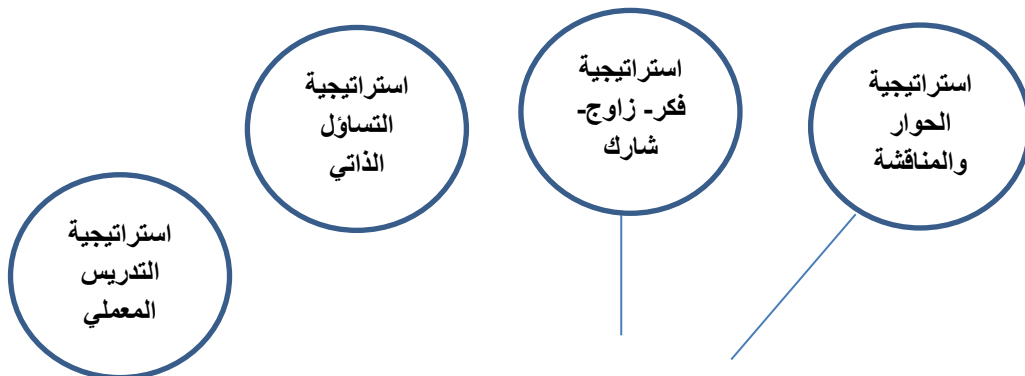 استراتيجية
الحوار
والمناقشة
استراتيجية
فكر- زاوج-
شارك
استراتيجية
التساؤل
الذاتي
استراتيجية
التدريس
المعملي